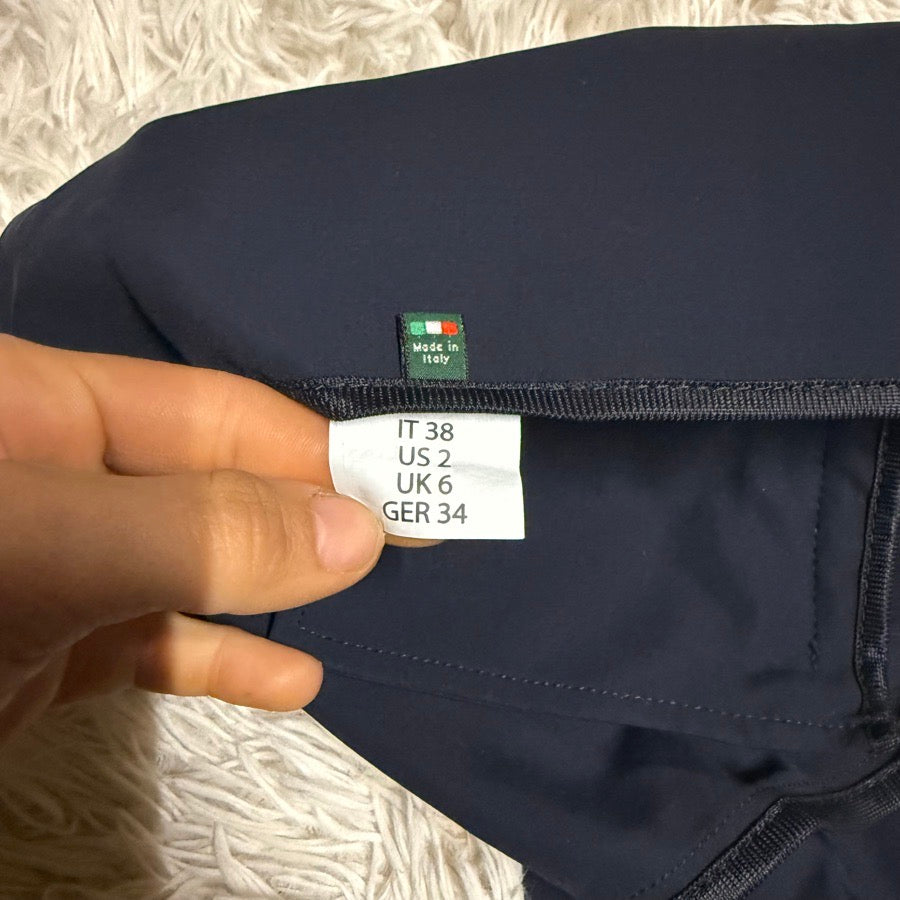 Made in
Italy
IT 38
US 2
UK 6
GER 34